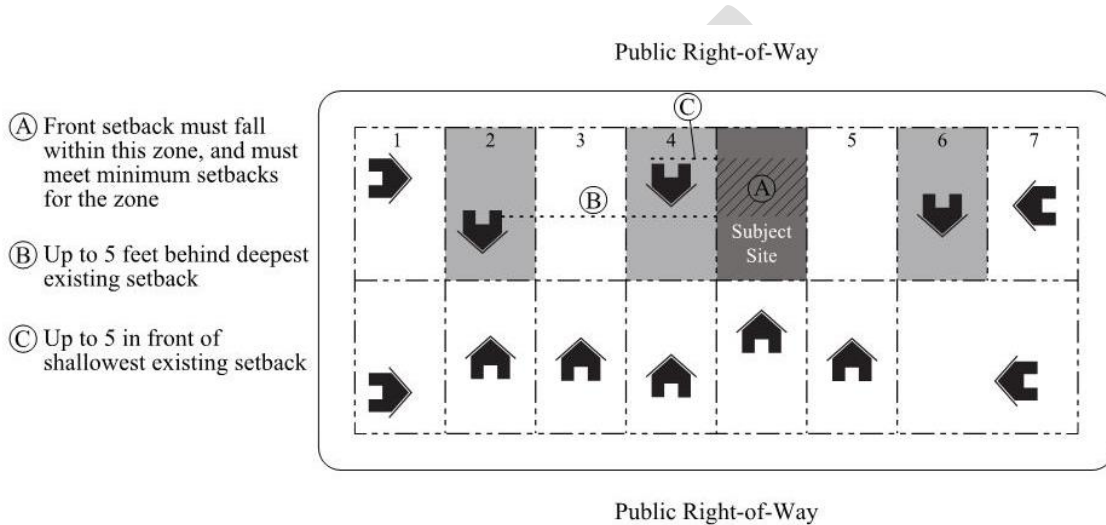 Public Right-of-Way
Ⓐ Front setback must fall
within this zone, and must
meet minimum setbacks
for the zone
Ⓑ Up to 5 feet behind deepest
existing setback
Ⓒ Up to 5 in front of
shallowest existing setback
Ⓒ
1 2 3 4 5 6 7
Ⓐ
Ⓑ
Subject
Site
Public Right-of-Way